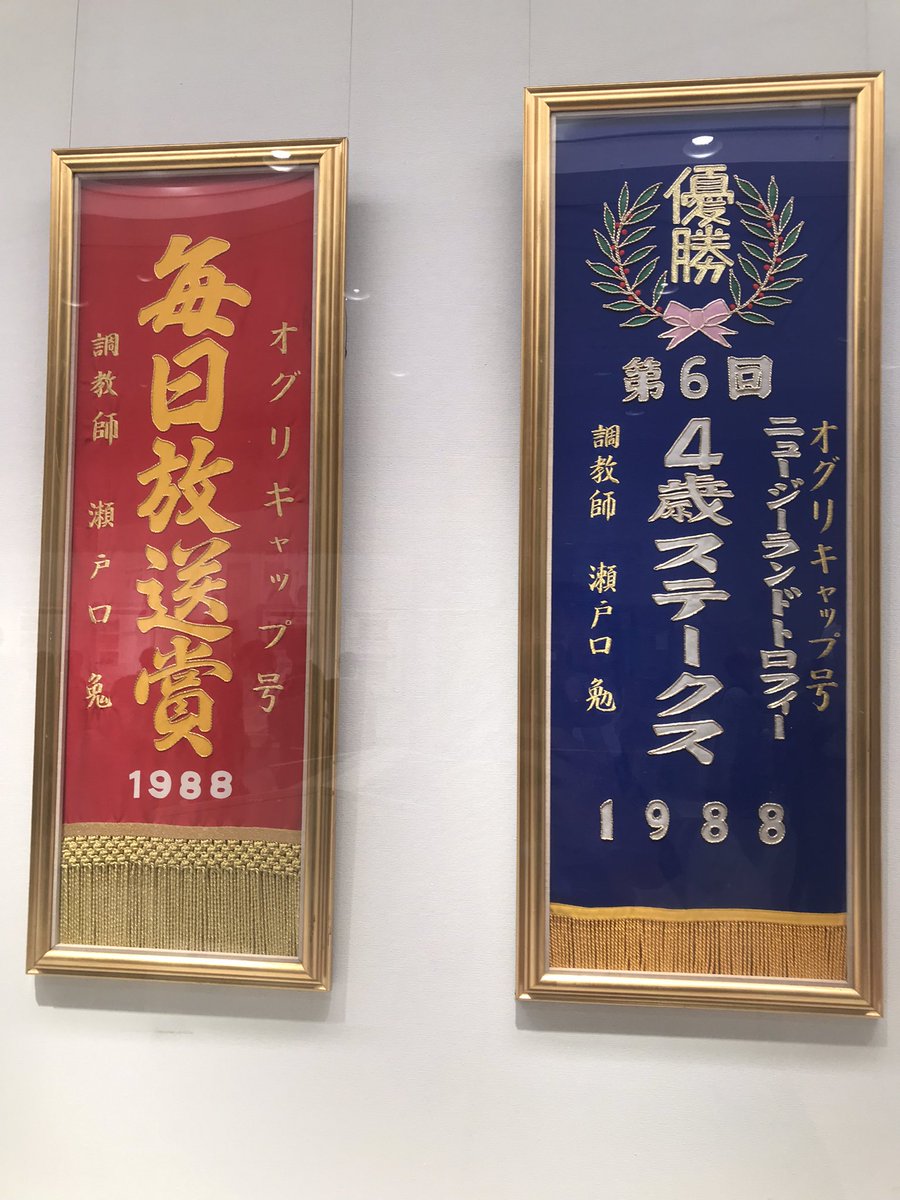 オグリキャップ号
毎日放送賞
調教師 瀬戸口 勉
1988
優勝
第6回
オグリキャップ号
ニュージーランドトロフィー
4歳ステークス
調教師 瀬戸口 勉
1988